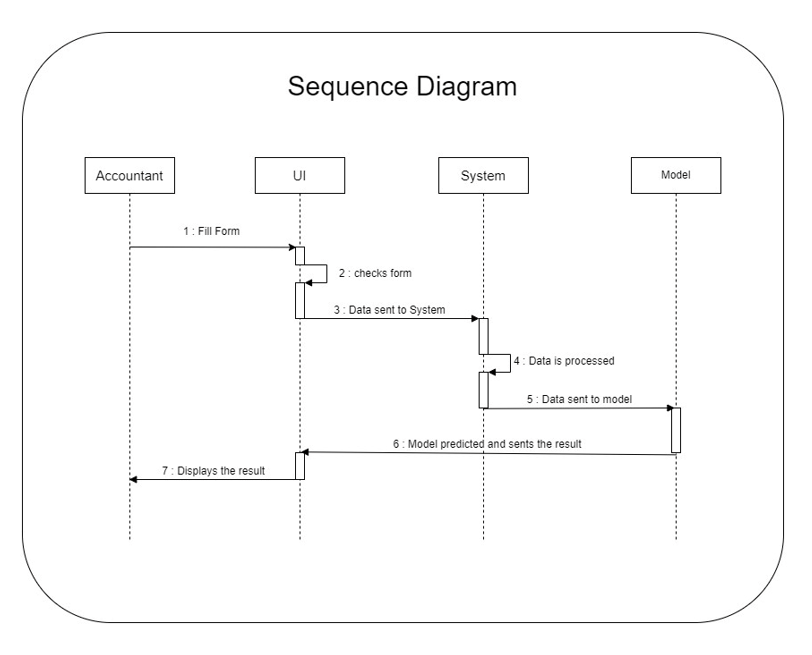 Sequence Diagram
Accountant
UI
System
Model
1 : Fill Form
2 : checks form
3 : Data sent to System
4 : Data is processed
5 : Data sent to model
6 : Model predicted and sents the result
7 : Displays the result